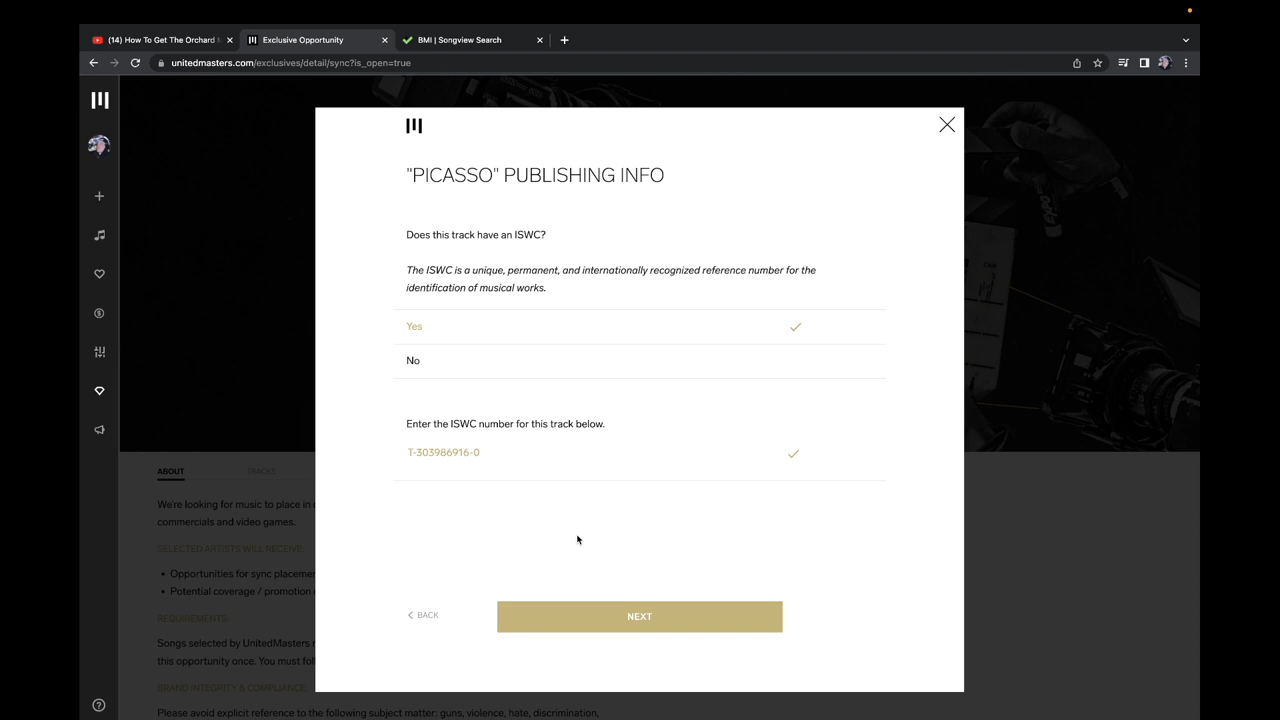 (14) How To Get The Orchard
Exclusive Opportunity
BMI | Songview Search
unitedmasters.com/exclusives/detail/sync?is_open=true
"PICASSO" PUBLISHING INFO
Does this track have an ISWC?
The ISWC is a unique, permanent, and internationally recognized reference number for the
identification of musical works.
Yes
No
Enter the ISWC number for this track below.
T-303986916-0
BACK
NEXT
ABOUT
TRACKS
We're looking for music to place in
commercials and video games.
SELECTED ARTISTS WILL RECEIVE:
• Opportunities for sync placeme
• Potential coverage / promotion
REQUIREMENTS:
Songs selected by UnitedMasters
this opportunity once. You must fol
BRAND INTEGRITY & COMPLIANCE:
Please avoid explicit reference to the following subject matter: guns, violence, hate, discrimination,